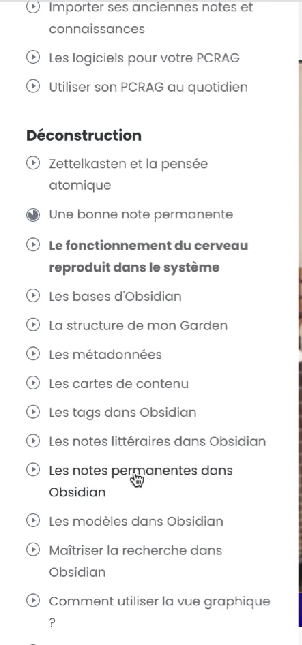 Importer ses anciennes notes et
connaissances
Les logiciels pour votre PCRAG
Utiliser son PCRAG au quotidien
Déconstruction
Zettelkasten et la pensée
atomique
Une bonne note permanente
Le fonctionnement du cerveau
reproduit dans le système
Les bases d'Obsidian
La structure de mon Garden
Les métadonnées
Les cartes de contenu
Les tags dans Obsidian
Les notes littéraires dans Obsidian
Les notes permanentes dans
Obsidian
Les modèles dans Obsidian
Maîtriser la recherche dans
Obsidian
Comment utiliser la vue graphique
?